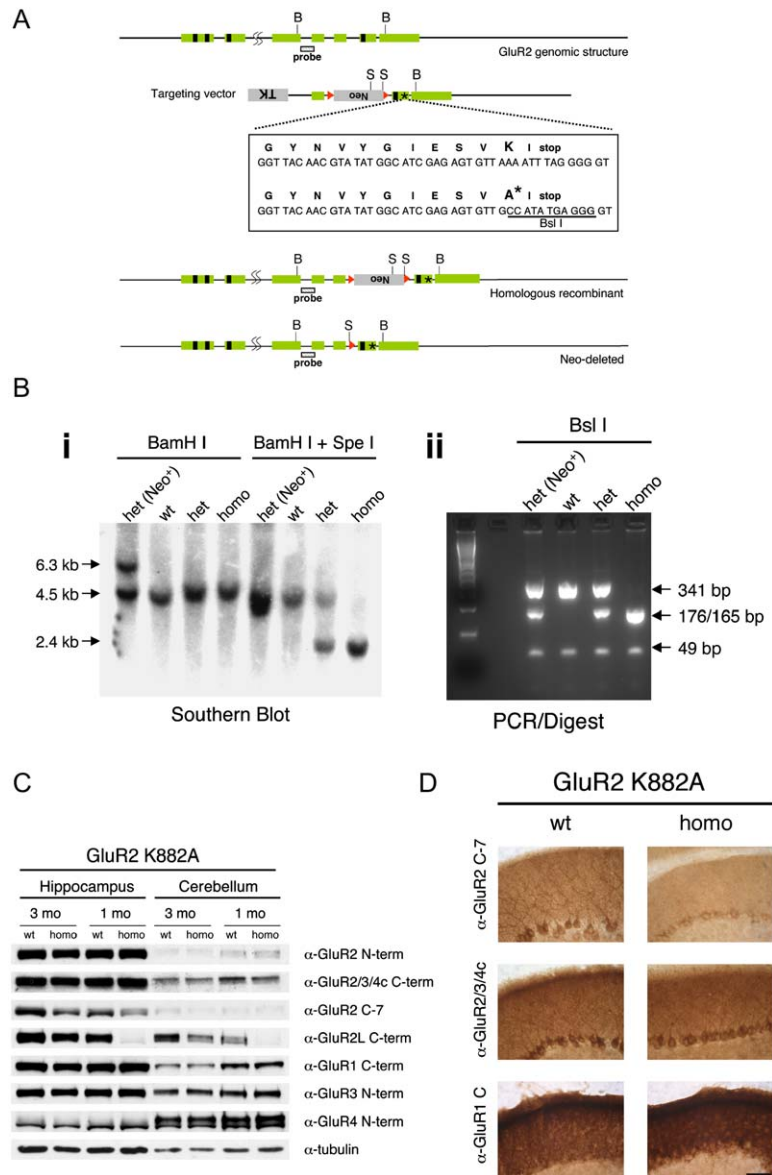 A
B B
probe
GluR2 genomic structure
S S B
Targeting vector
TK Neo *
G Y N V Y G I E S V K I stop
GGT TAC AAC GTA TAT GGC ATC GAG AGT GTT AAA ATT TAG GGG GT
G Y N V Y G I E S V A* I stop
GGT TAC AAC GTA TAT GGC ATC GAG AGT GTT GCC ATA TGA GGG GT
Bsl I
B S S B
Neo *
probe
Homologous recombinant
B S B
*
probe
Neo-deleted
B
i
BamH I BamH I + Spe I
het (Neo+) wt het homo het (Neo+) wt het homo
6.3 kb
4.5 kb
2.4 kb
Southern Blot
ii
Bsl I
het (Neo+) wt het homo
341 bp
176/165 bp
49 bp
PCR/Digest
C
GluR2 K882A
Hippocampus Cerebellum
3 mo 1 mo 3 mo 1 mo
wt homo wt homo wt homo wt homo
α-GluR2 N-term
α-GluR2/3/4c C-term
α-GluR2 C-7
α-GluR2L C-term
α-GluR1 C-term
α-GluR3 N-term
α-GluR4 N-term
α-tubulin
D
GluR2 K882A
wt homo
α-GluR2 C-7
α-GluR2/3/4c
α-GluR1 C